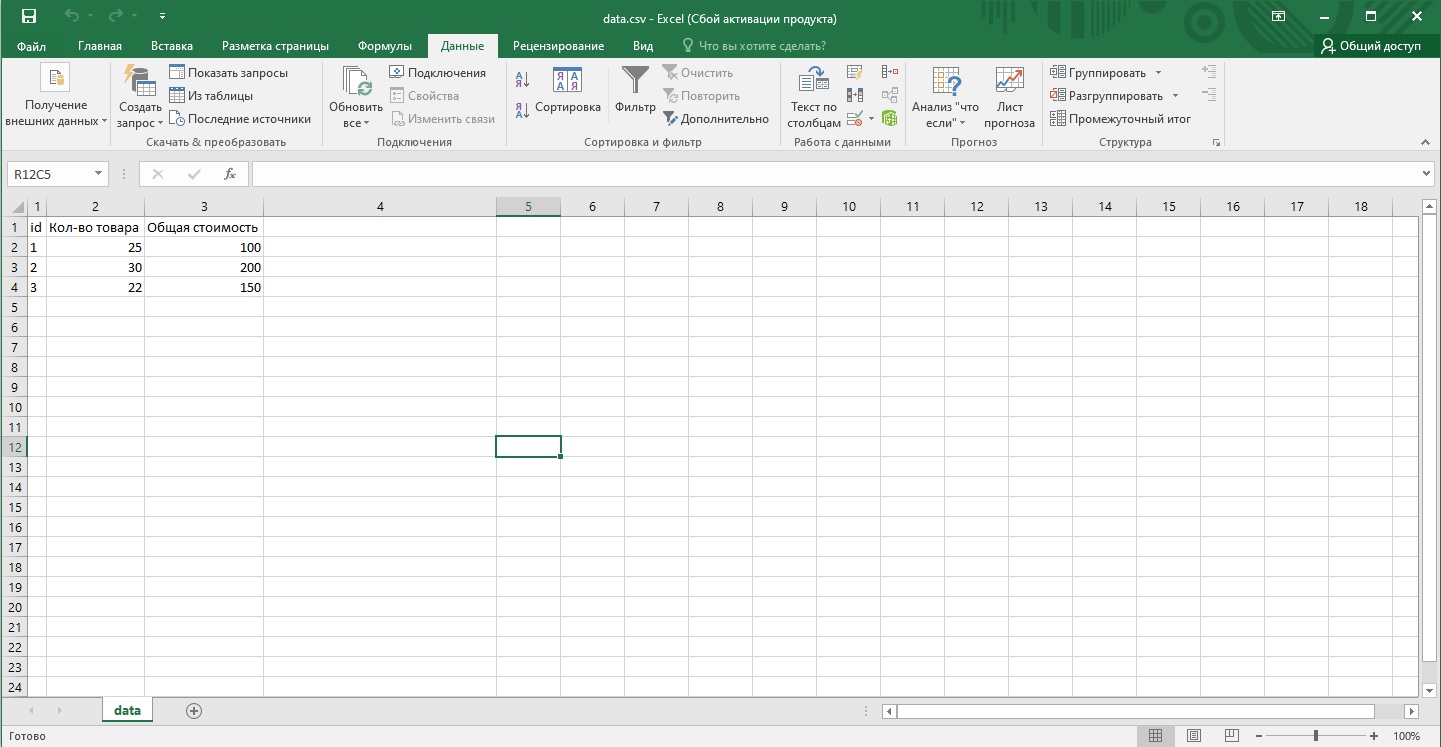 data.csv - Excel (Сбой активации продукта)
Файл Главная Вставка Разметка страницы Формулы Данные Рецензирование Вид Что вы хотите сделать? Общий доступ
Получение внешних данных
Создать запрос
Показать запросы
Из таблицы
Последние источники
Скачать & преобразовать
Обновить все
Подключения
Свойства
Изменить связи
Подключения
Сортировка
Фильтр
Очистить
Повторить
Дополнительно
Сортировка и фильтр
Текст по столбцам
Работа с данными
Анализ "что если"
Лист прогноза
Прогноз
Группировать
Разгруппировать
Промежуточный итог
Структура
R12C5 fx
1 2 3 4 5 6 7 8 9 10 11 12 13 14 15 16 17 18
1 id Кол-во товара Общая стоимость
2 1 25 100
3 2 30 200
4 3 22 150
5
6
7
8
9
10
11
12
13
14
15
16
17
18
19
20
21
22
23
24
data
Готово 100%